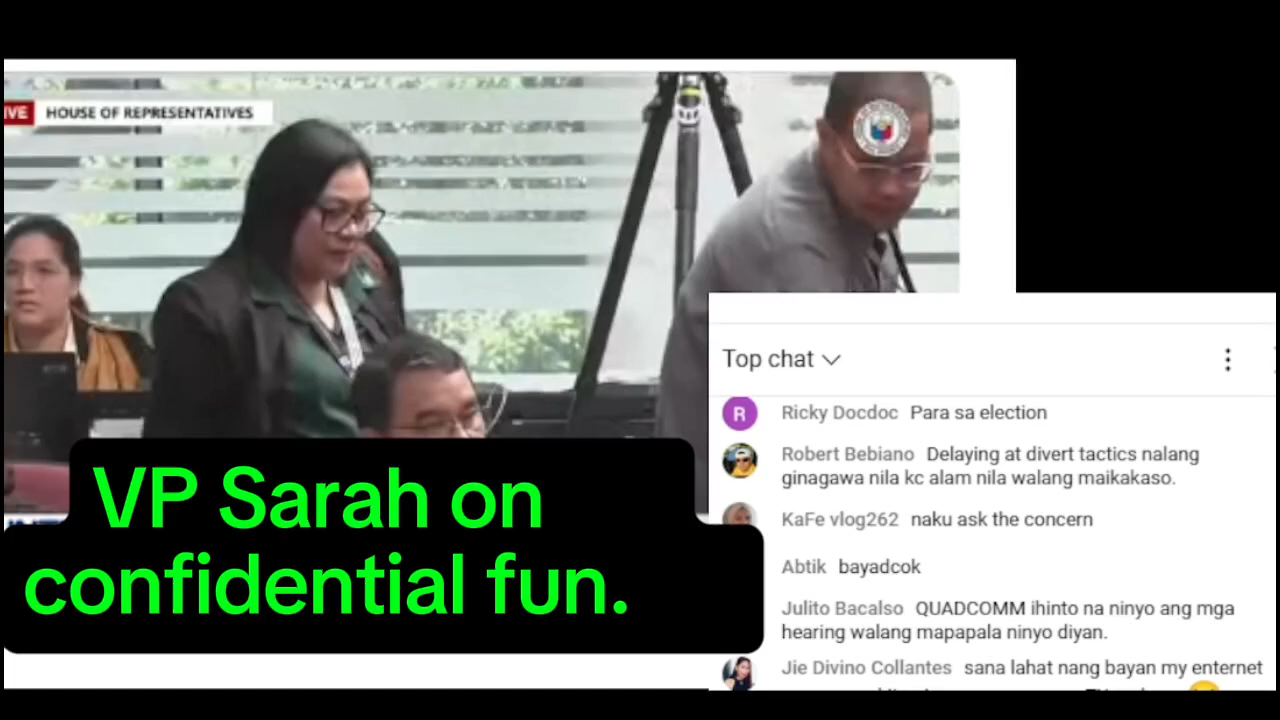 IVE HOUSE OF REPRESENTATIVES
VP Sarah on
confidential fun.
Top chat
R Ricky Docdoc Para sa election
Robert Bebiano Delaying at divert tactics nalang
ginagawa nila kc alam nila walang maikakaso.
KaFe vlog262 naku ask the concern
Abtik bayadcok
Julito Bacalso QUADCOMM ihinto na ninyo ang mga
hearing walang mapapala ninyo diyan.
Jie Divino Collantes sana lahat nang bayan my enternet